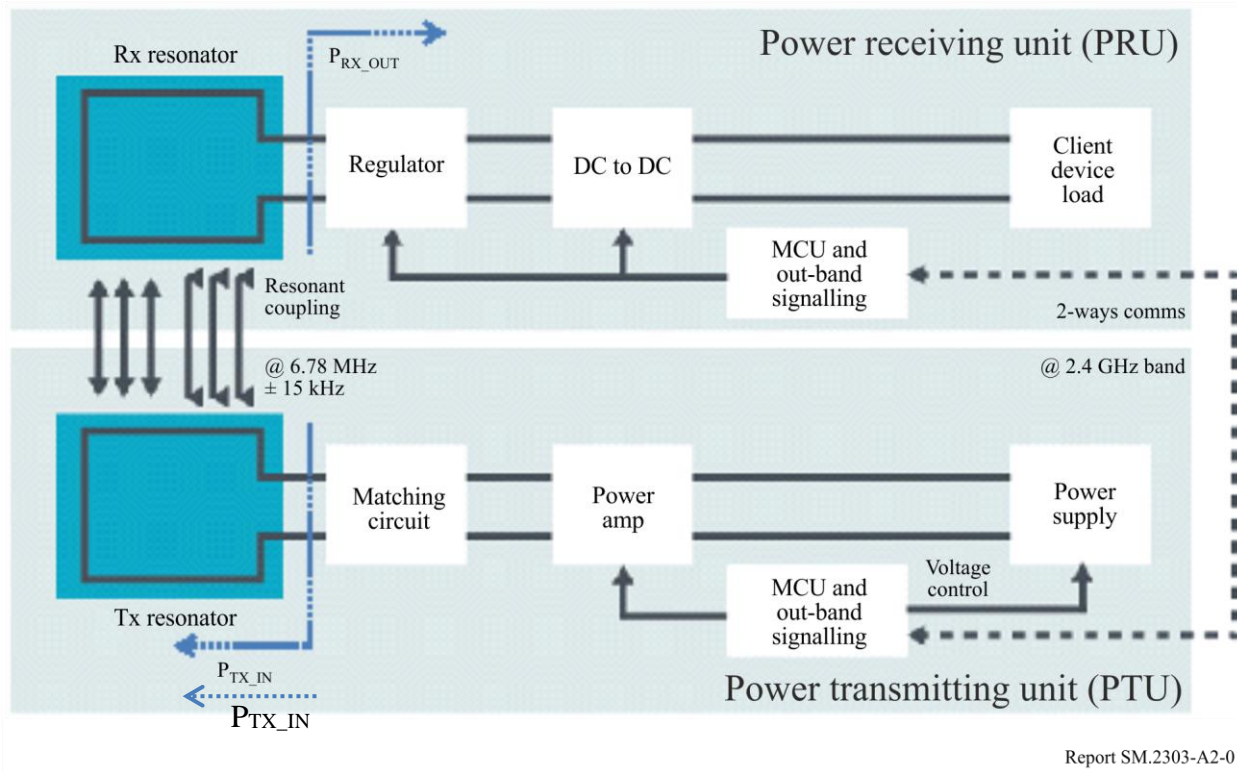 Power receiving unit (PRU)
Rx resonator
PRX_OUT
Regulator
DC to DC
Client
device
load
MCU and
out-band
signalling
Resonant
coupling
2-ways comms
@ 6.78 MHz
± 15 kHz
@ 2.4 GHz band
Matching
circuit
Power
amp
Power
supply
Voltage
control
MCU and
out-band
signalling
Tx resonator
PTX_IN
PTX_IN
Power transmitting unit (PTU)
Report SM.2303-A2-0